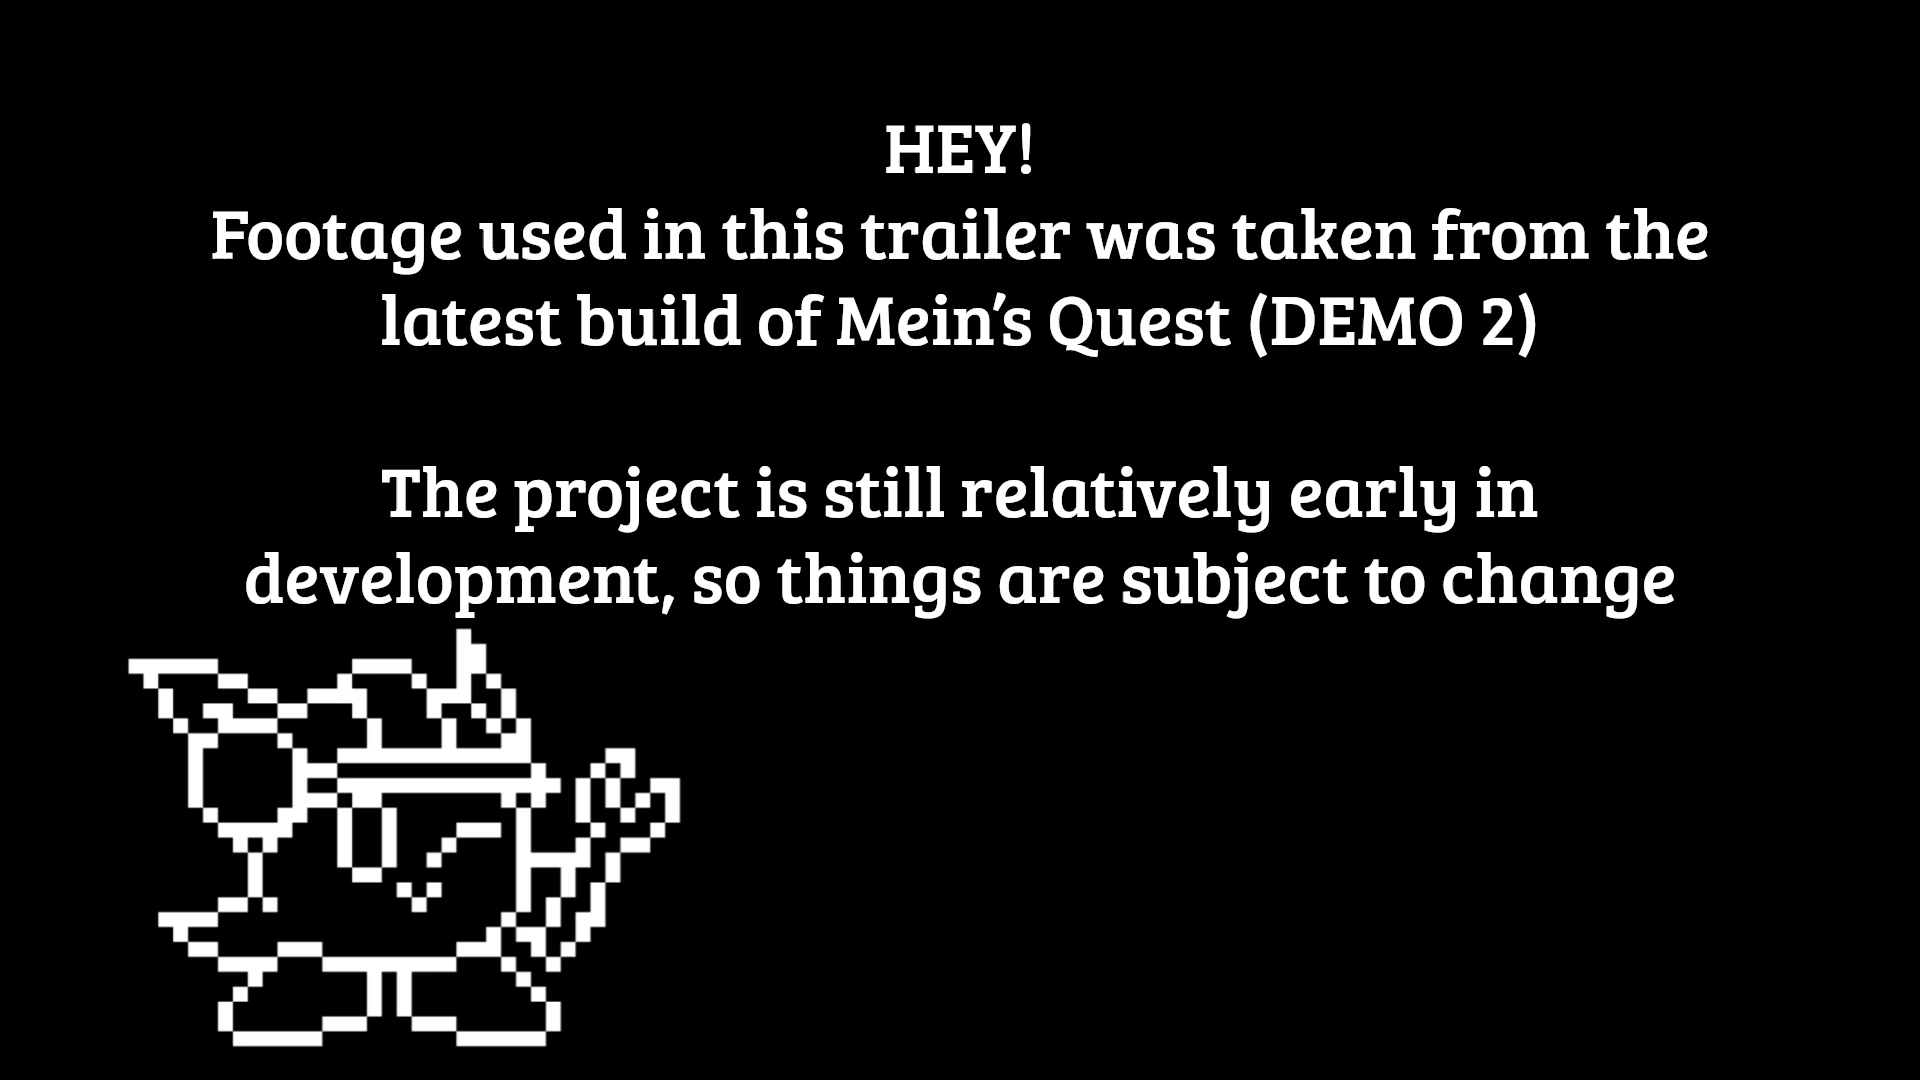 HEY!
Footage used in this trailer was taken from the
latest build of Mein’s Quest (DEMO 2)
The project is still relatively early in
development, so things are subject to change